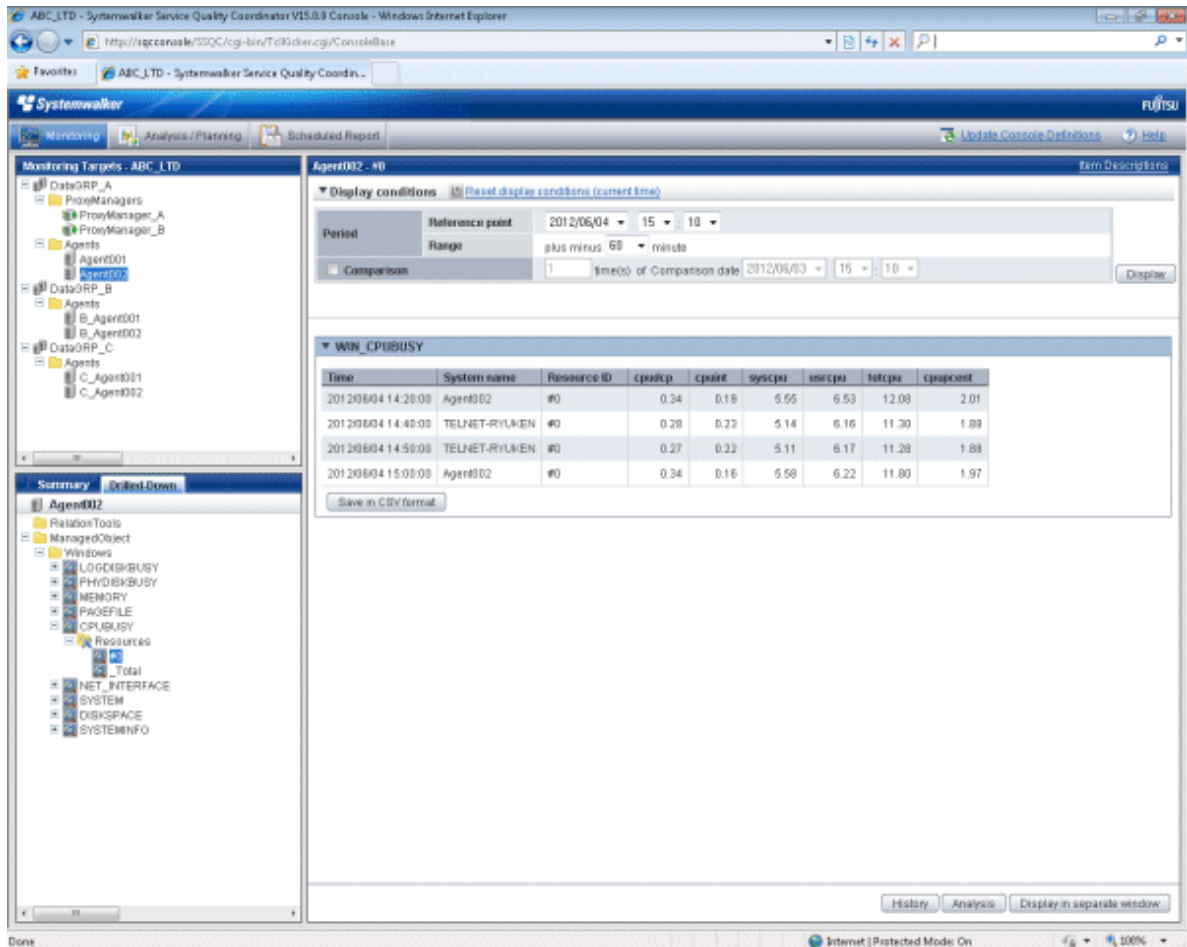 ABC_LTD - Systemwalker Service Quality Coordinator V15.0.0 Console - Windows Internet Explorer
http://sqcconsole/SSQC/cgi-bin/TclKicker.cgi/ConsoleBase
Favorites ABC_LTD - Systemwalker Service Quality Coordin...
Systemwalker FUJITSU
Monitoring Analysis / Planning Scheduled Report Update Console Definitions Help
Monitoring Targets - ABC_LTD
DataGRP_A
ProxyManagers
ProxyManager_A
ProxyManager_B
Agents
Agent001
Agent002
DataGRP_B
Agents
B_Agent001
B_Agent002
DataGRP_C
Agents
C_Agent001
C_Agent002
Summary Drilled-Down
Agent002
RelationTools
ManagedObject
Windows
LOGDISKBUSY
PHYDISKBUSY
MEMORY
PAGEFILE
CPUBUSY
Resources
#0
_Total
NET_INTERFACE
SYSTEM
DISKSPACE
SYSTEMINFO
Agent002 - #0 Item Descriptions
Display conditions Reset display conditions (current time)
Period Reference point 2012/06/04 15 : 10
Range plus minus 60 minute
Comparison 1 time(s) of Comparison date 2012/06/03 15 : 10
Display
WIN_CPUBUSY
Time System name Resource ID cpudcp cpuint syscpu usrcpu totcpu cpupcent
2012/06/04 14:20:00 Agent002 #0 0.34 0.19 5.55 6.53 12.08 2.01
2012/06/04 14:40:00 TELNET-RYUKEN #0 0.28 0.23 5.14 6.16 11.30 1.88
2012/06/04 14:50:00 TELNET-RYUKEN #0 0.27 0.22 5.11 6.17 11.28 1.88
2012/06/04 15:00:00 Agent002 #0 0.34 0.16 5.58 6.22 11.80 1.97
Save in CSV format
History Analysis Display in separate window
Done Internet | Protected Mode: On 100%